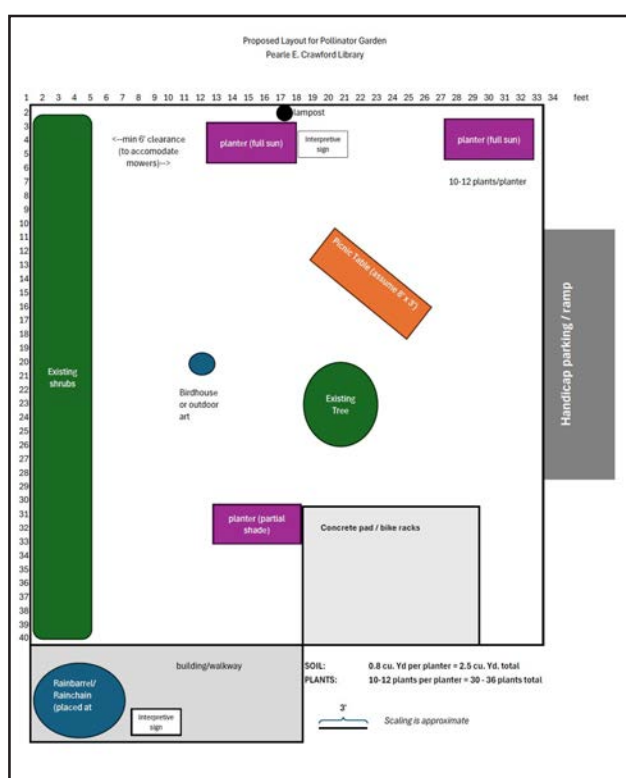 Proposed Layout for Pollinator Garden
Pearle E. Crawford Library
1 2 3 4 5 6 7 8 9 10 11 12 13 14 15 16 17 18 19 20 21 22 23 24 25 26 27 28 29 30 31 32 33 34 feet
2
3
4
5
6
7
8
9
10
11
12
13
14
15
16
17
18
19
20
21
22
23
24
25
26
27
28
29
30
31
32
33
34
35
36
37
38
39
40
lampost
<--min 6' clearance
(to accomodate
mowers)-->
planter (full sun)
Interpretive
sign
planter (full sun)
10-12 plants/planter
Picnic Table (assume 8' x 3')
Handicap parking / ramp
Existing
shrubs
Birdhouse
or outdoor
art
Existing
Tree
planter (partial
shade)
Concrete pad / bike racks
building/walkway
Rainbarrel/
Rainchain
(placed at
Interpretive
sign
SOIL: 0.8 cu. Yd per planter = 2.5 cu. Yd. total
PLANTS: 10-12 plants per planter = 30 - 36 plants total
3'
Scaling is approximate